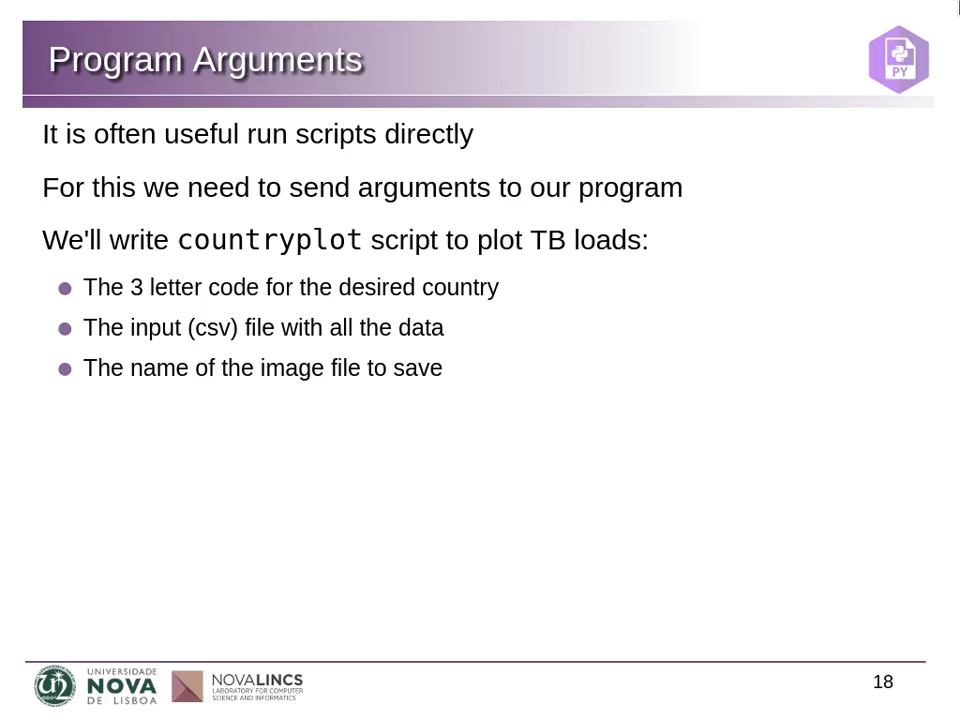 Program Arguments
PY
It is often useful run scripts directly
For this we need to send arguments to our program
We'll write countryplot script to plot TB loads:
The 3 letter code for the desired country
The input (csv) file with all the data
The name of the image file to save
UNIVERSIDADE
NOVA
DE LISBOA
NOVALINCS
LABORATORY FOR COMPUTER
SCIENCE AND INFORMATICS
18